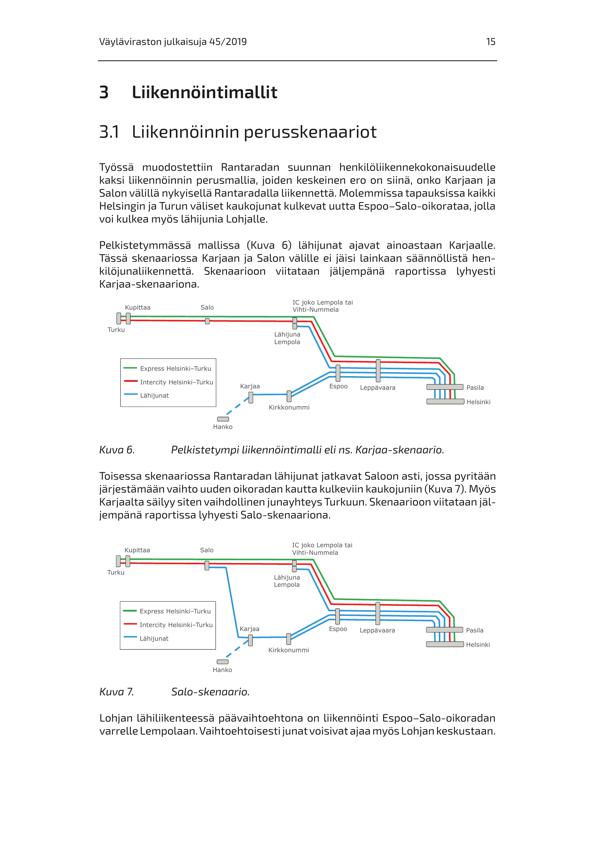 Väyläviraston julkaisuja 45/2019 15
3 Liikennöintimallit
3.1 Liikennöinnin perusskenaariot
Työssä muodostettiin Rantaradan suunnan henkilöliikennekokonaisuudelle
kaksi liikennöinnin perusmallia, joiden keskeinen ero on siinä, onko Karjaan ja
Salon välillä nykyisellä Rantaradalla liikennettä. Molemmissa tapauksissa kaikki
Helsingin ja Turun väliset kaukojunat kulkevat uutta Espoo–Salo-oikorataa, jolla
voi kulkea myös lähijunia Lohjalle.
Pelkistetymmässä mallissa (Kuva 6) lähijunat ajavat ainoastaan Karjaalle.
Tässä skenaariossa Karjaan ja Salon välille ei jäisi lainkaan säännöllistä hen-
kilöjunaliikennettä. Skenaarioon viitataan jäljempänä raportissa lyhyesti
Karjaa-skenaariona.
Kupittaa
Salo
IC joko Lempola tai
Vihti-Nummela
Turku
Lähijuna
Lempola
Express Helsinki–Turku
Intercity Helsinki–Turku
Lähijunat
Karjaa
Kirkkonummi
Hanko
Espoo
Leppävaara
Pasila
Helsinki
Kuva 6. Pelkistetympi liikennöintimalli eli ns. Karjaa-skenaario.
Toisessa skenaariossa Rantaradan lähijunat jatkavat Saloon asti, jossa pyritään
järjestämään vaihto uuden oikoradan kautta kulkeviin kaukojuniin (Kuva 7). Myös
Karjaalta säilyy siten vaihdollinen junayhteys Turkuun. Skenaarioon viitataan jäl-
jempänä raportissa lyhyesti Salo-skenaariona.
Kupittaa
Salo
IC joko Lempola tai
Vihti-Nummela
Turku
Lähijuna
Lempola
Express Helsinki–Turku
Intercity Helsinki–Turku
Lähijunat
Karjaa
Kirkkonummi
Hanko
Espoo
Leppävaara
Pasila
Helsinki
Kuva 7. Salo-skenaario.
Lohjan lähiliikenteessä päävaihtoehtona on liikennöinti Espoo–Salo-oikoradan
varrelle Lempolaan. Vaihtoehtoisesti junat voisivat ajaa myös Lohjan keskustaan.